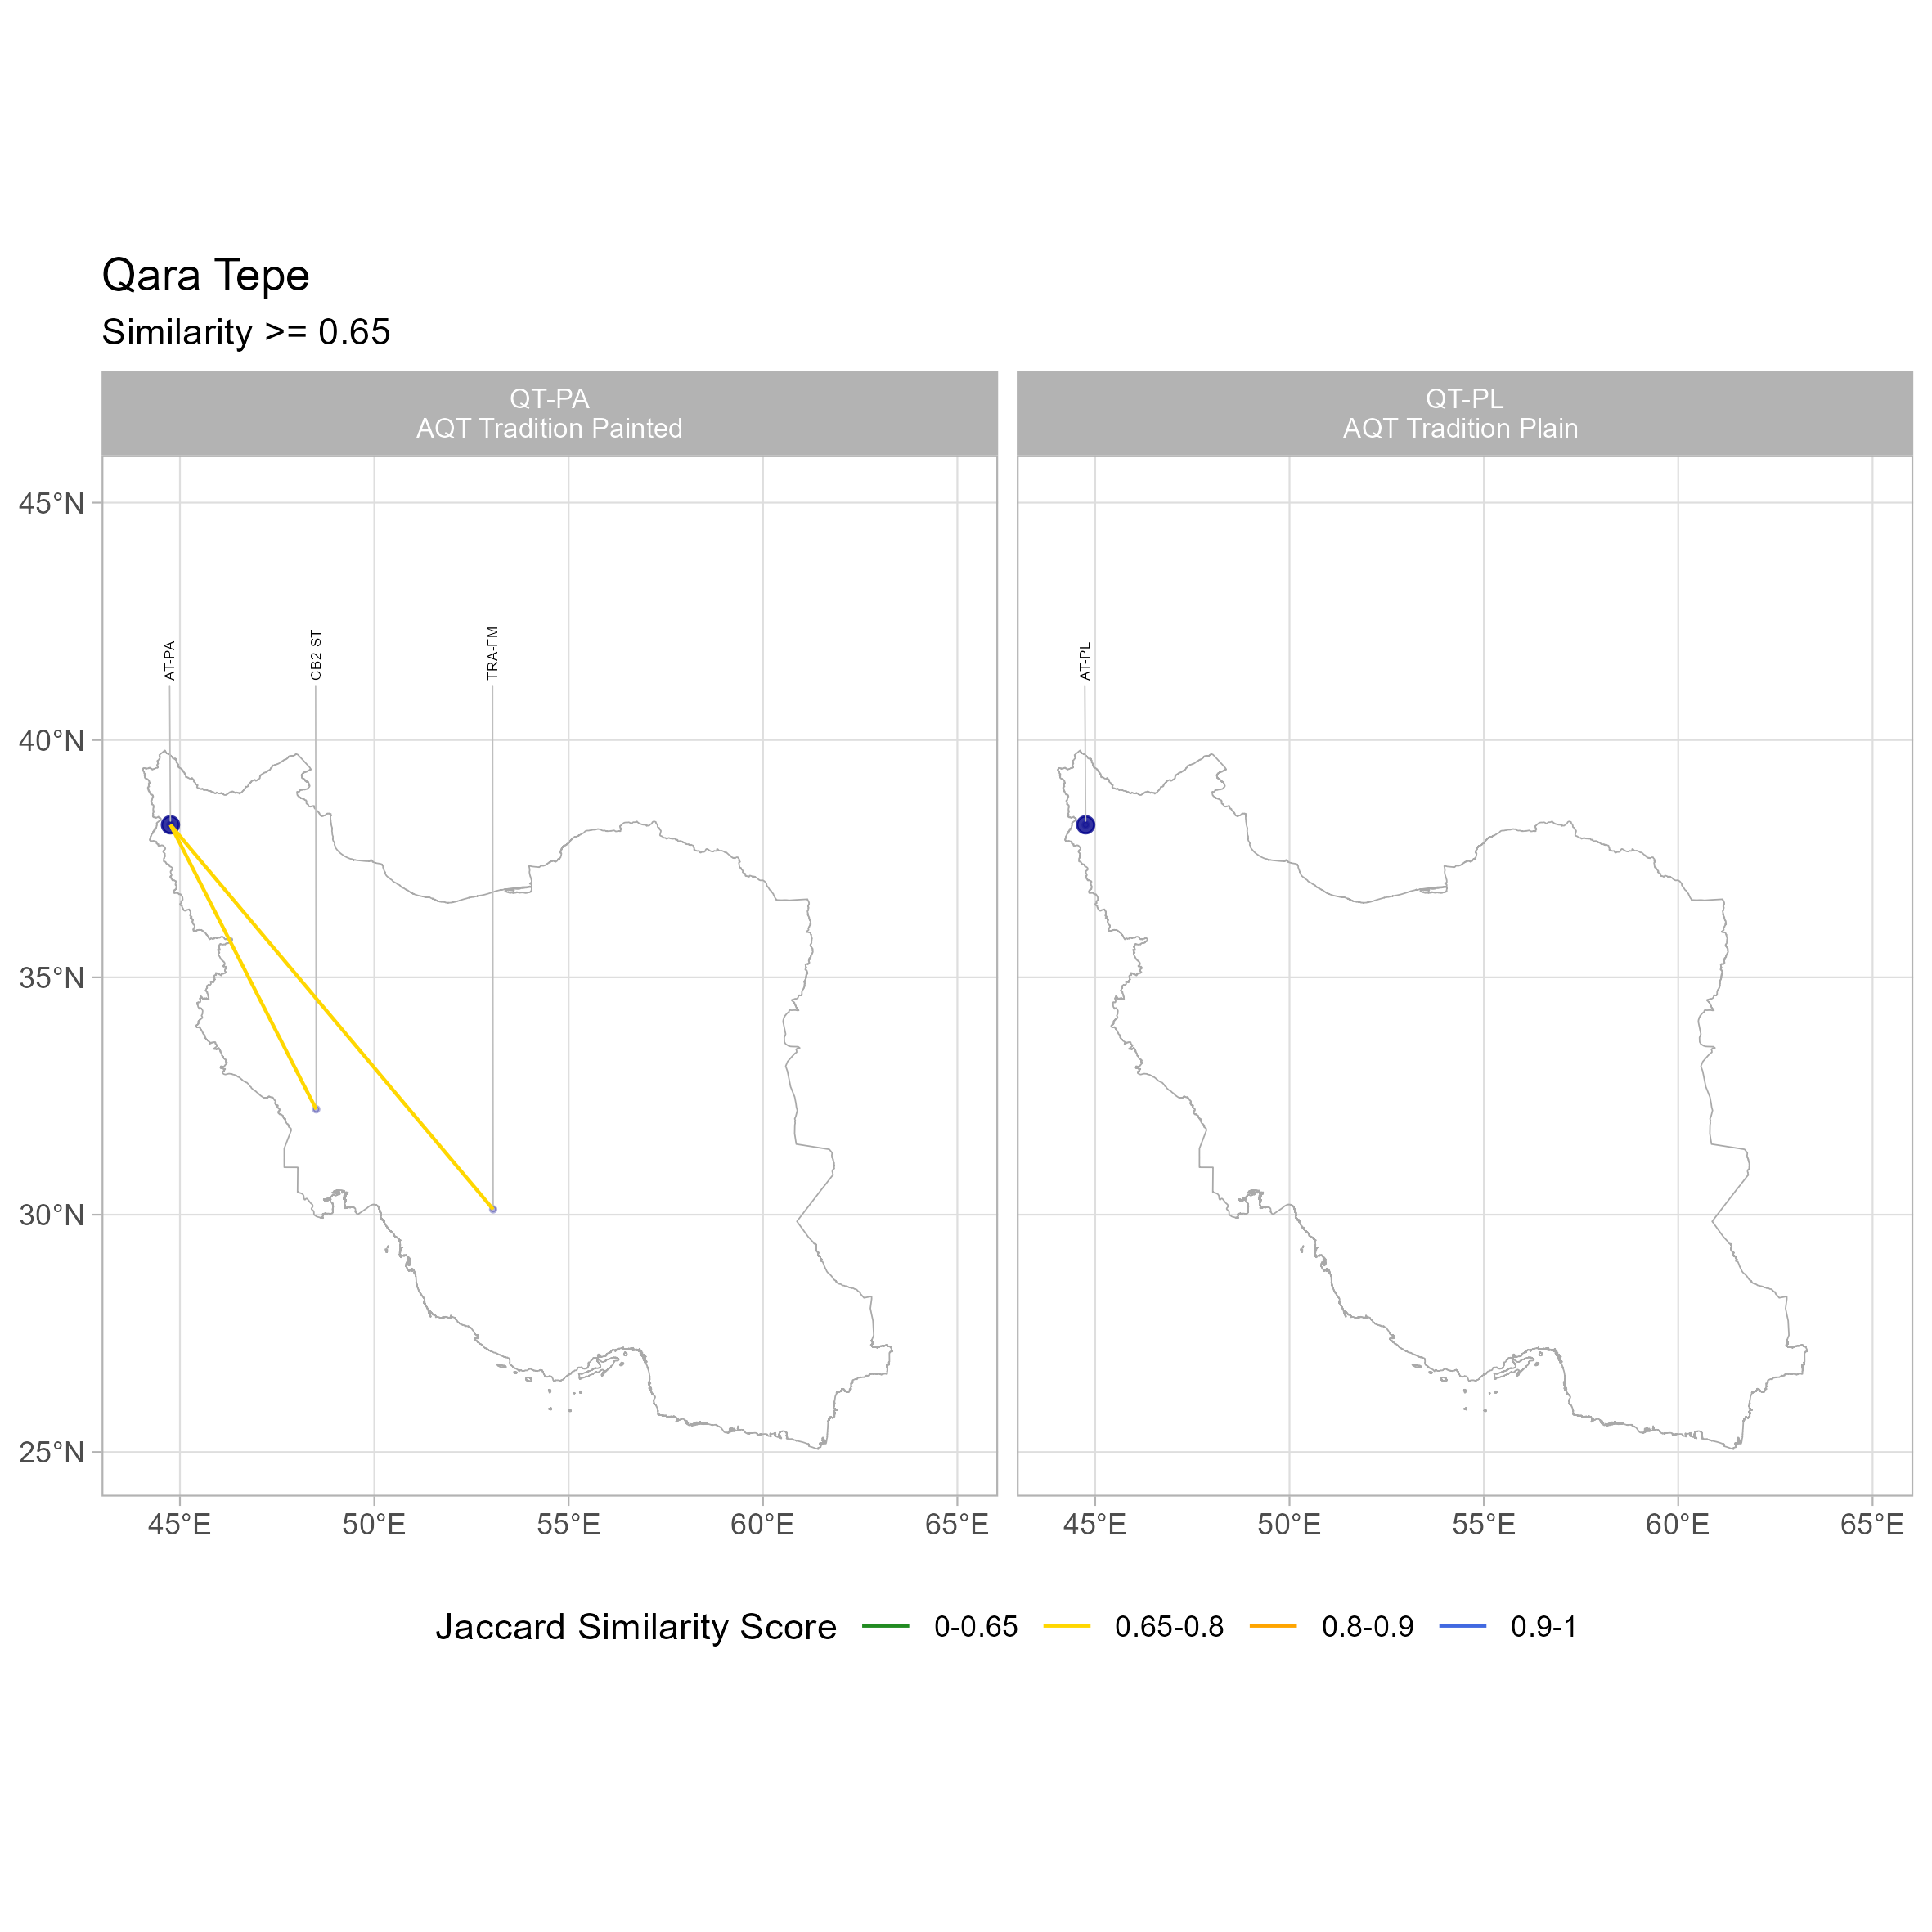 Qara Tepe
Similarity >= 0.65
QT-PA
AQT Tradition Painted
QT-PL
AQT Tradition Plain
45°N
40°N
35°N
30°N
25°N
AT-PA
CB2-ST
TRA-FM
AT-PL
45°E 50°E 55°E 60°E 65°E
45°E 50°E 55°E 60°E 65°E
Jaccard Similarity Score 0-0.65 0.65-0.8 0.8-0.9 0.9-1